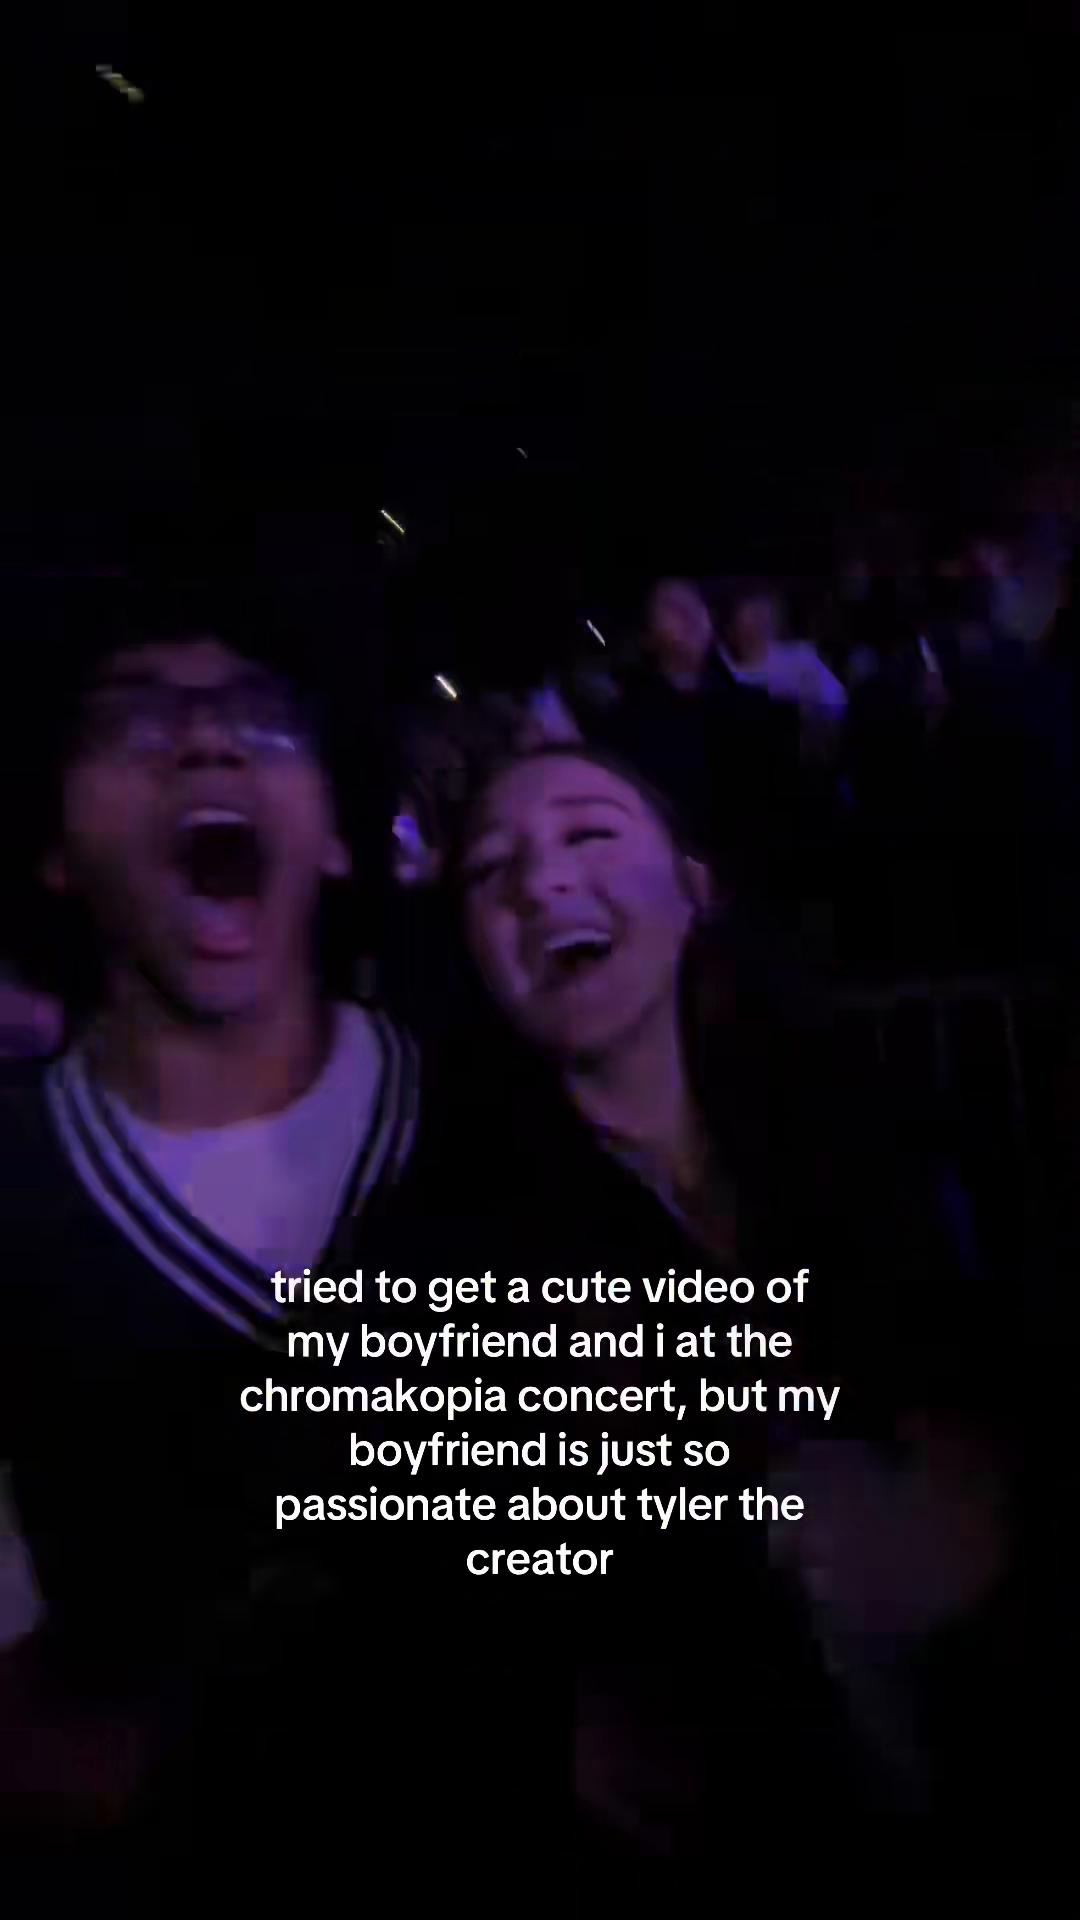 tried to get a cute video of
my boyfriend and i at the
chromakopia concert, but my
boyfriend is just so
passionate about tyler the
creator